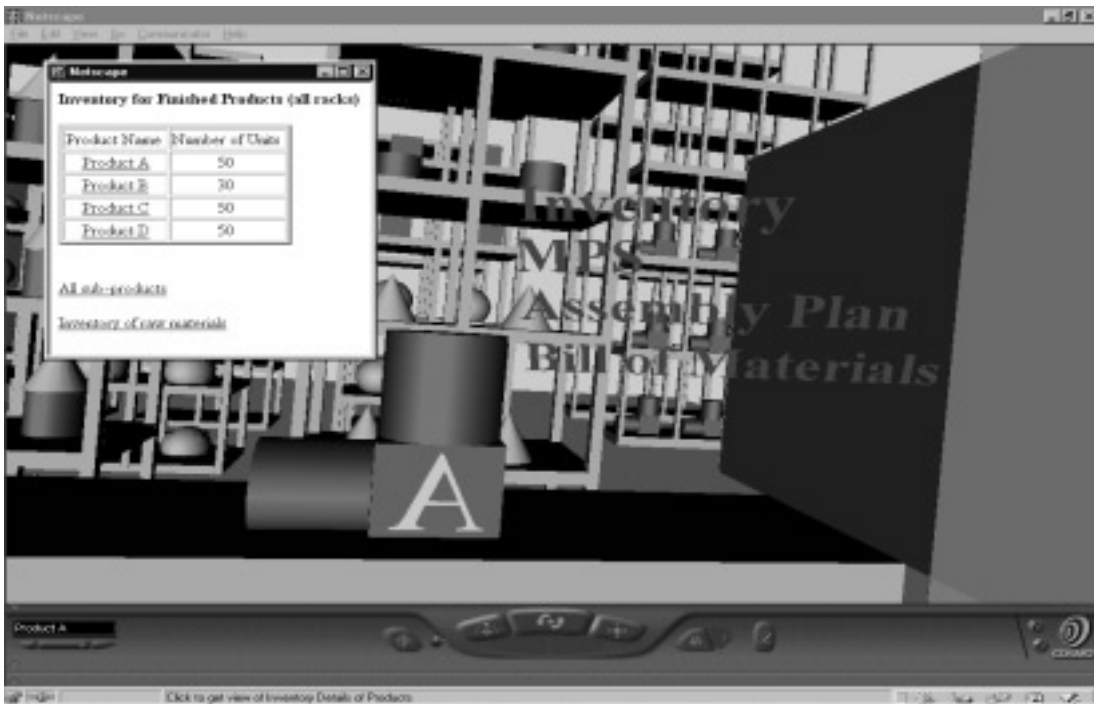 Netscape
File Edit View Go Communicator Help
Netscape
Inventory for Finished Products (all racks)
Product Name Number of Units
Product A 50
Product B 30
Product C 50
Product D 50
All sub-products
Inventory of raw materials
Inventory
MPS
Assembly Plan
Bill of Materials
A
Product A
COSMO
Click to get view of Inventory Details of Products